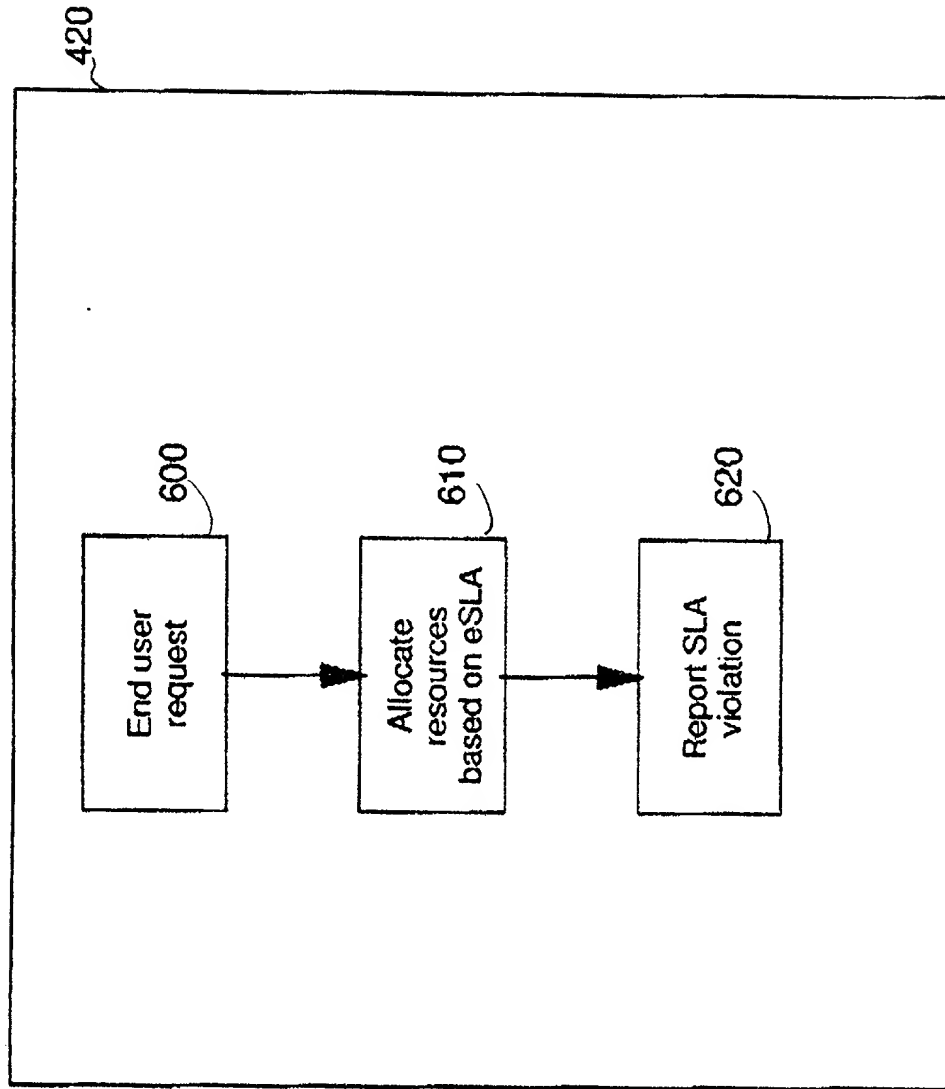 420
600
End user
request
610
Allocate
resources
based on eSLA
620
Report SLA
violation